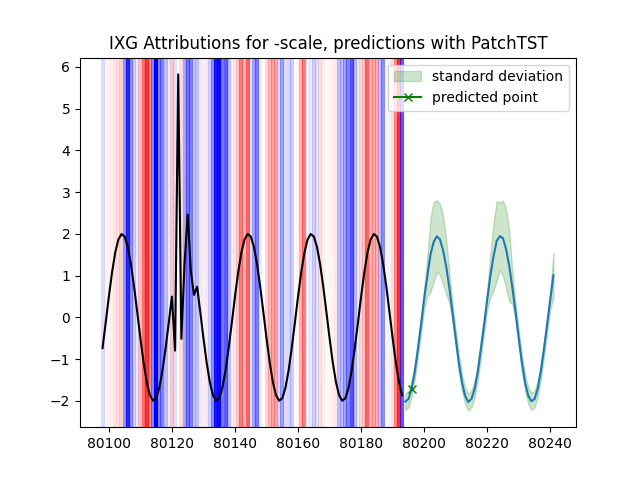 IXG Attributions for -scale, predictions with PatchTST
standard deviation
predicted point
6
5
4
3
2
1
0
−1
−2
80100 80120 80140 80160 80180 80200 80220 80240